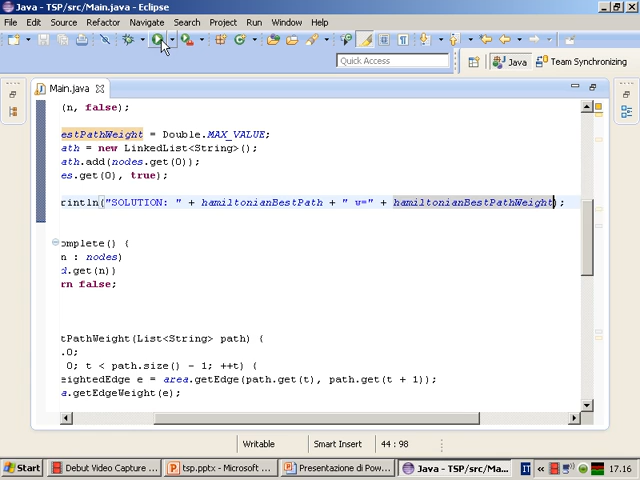 Java - TSP/src/Main.java - Eclipse
File Edit Source Refactor Navigate Search Project Run Window Help
Quick Access
Java
Team Synchronizing
Main.java
(n, false);
estPathWeight = Double.MAX_VALUE;
ath = new LinkedList<String>();
ath.add(nodes.get(0));
es.get(0), true);
rintln("SOLUTION: " + hamiltonianBestPath + " w=" + hamiltonianBestPathWeight);
omplete() {
n : nodes)
d.get(n))
rn false;
tPathWeight(List<String> path) {
.0;
0; t < path.size() - 1; ++t) {
eightedEdge e = area.getEdge(path.get(t), path.get(t + 1));
a.getEdgeWeight(e);
Writable Smart Insert 44 : 98
Start
Debut Video Capture ...
tsp.pptx - Microsoft ...
Presentazione di Pow...
Java - TSP/src/Ma...
IT
17.16